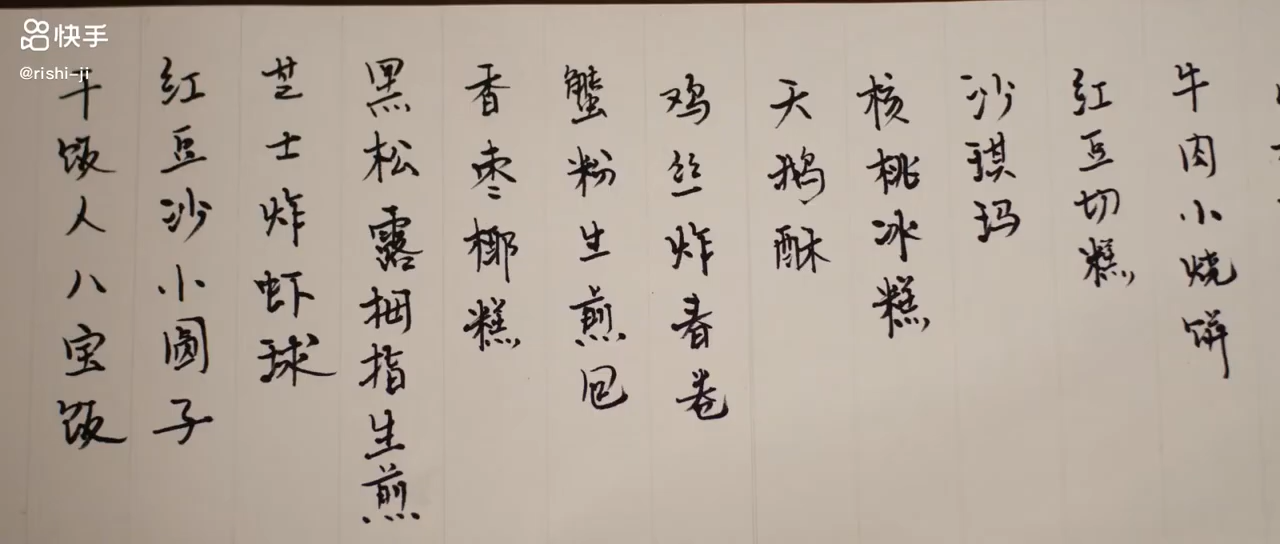 快手
@rishi-ji
牛肉小烧饼
红豆切糕
沙琪玛
核桃冰糕
天鹅酥
鸡丝炸春卷
蟹粉生煎包
香枣椰糕
黑松露拇指生煎
芝士炸虾球
红豆沙小圆子
千饭人八宝饭